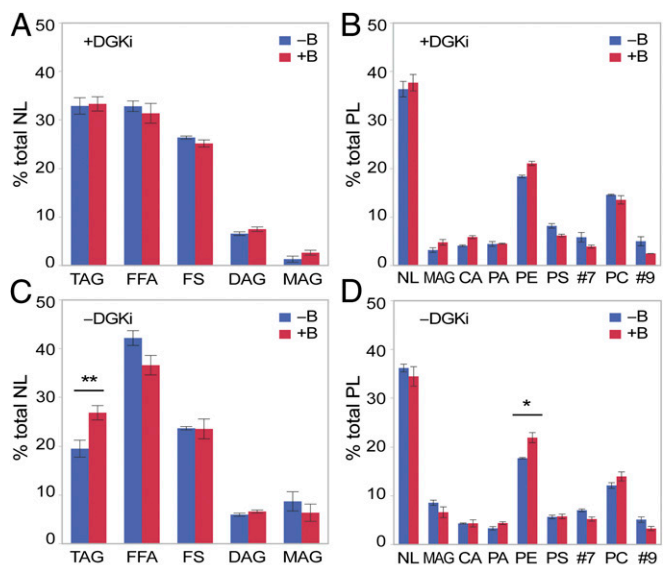 A
+DGKi
–B
+B
% total NL
50
40
30
20
10
0
TAG FFA FS DAG MAG
B
+DGKi
–B
+B
% total PL
50
40
30
20
10
0
NL MAG CA PA PE PS #7 PC #9
C
–DGKi
–B
+B
**
% total NL
50
40
30
20
10
0
TAG FFA FS DAG MAG
D
–DGKi
–B
+B
*
% total PL
50
40
30
20
10
0
NL MAG CA PA PE PS #7 PC #9